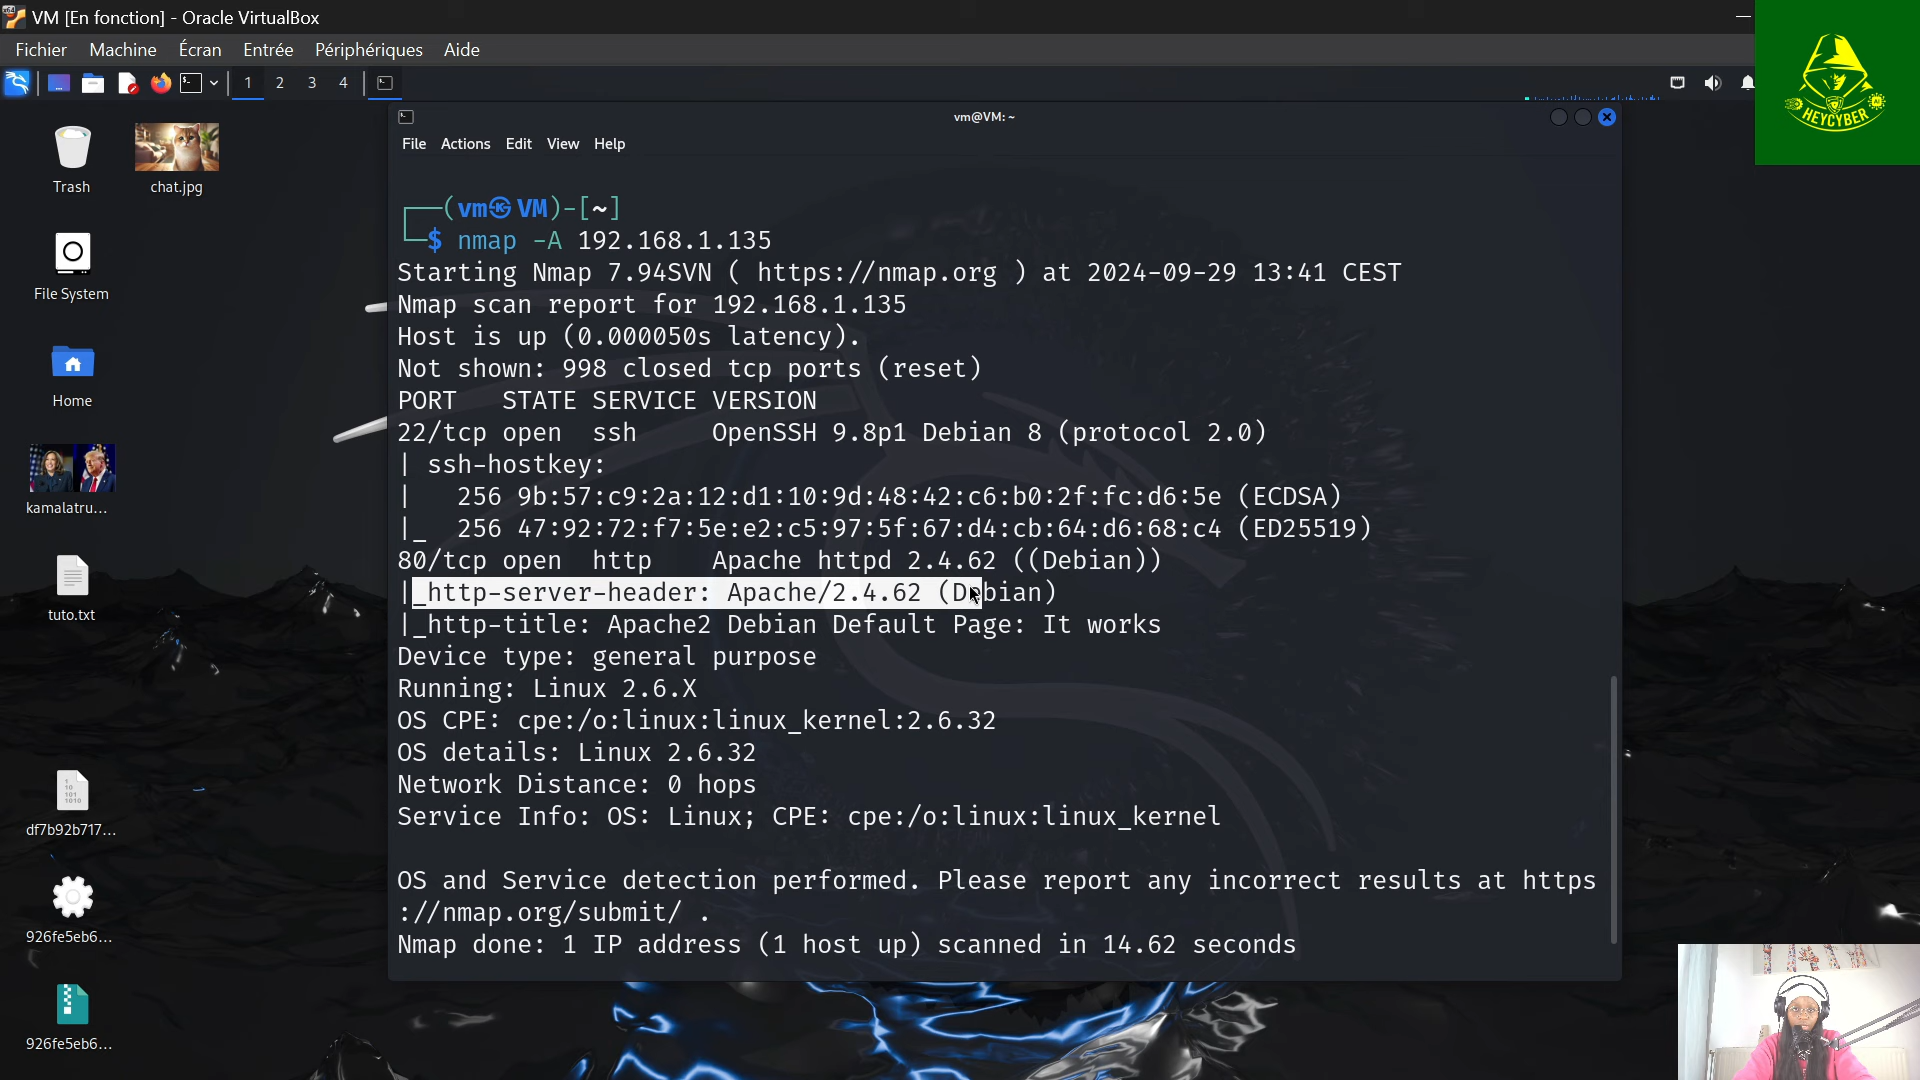 VM [En fonction] - Oracle VirtualBox
Fichier Machine Écran Entrée Périphériques Aide
1 2 3 4
HEYCYBER
vm@VM: ~
File Actions Edit View Help
Trash
chat.jpg
File System
Home
kamalatru...
tuto.txt
df7b92b717...
926fe5eb6...
926fe5eb6...
┌──(vm㉿VM)-[~]
└─$ nmap -A 192.168.1.135
Starting Nmap 7.94SVN ( https://nmap.org ) at 2024-09-29 13:41 CEST
Nmap scan report for 192.168.1.135
Host is up (0.000050s latency).
Not shown: 998 closed tcp ports (reset)
PORT   STATE SERVICE VERSION
22/tcp open  ssh     OpenSSH 9.8p1 Debian 8 (protocol 2.0)
| ssh-hostkey:
|   256 9b:57:c9:2a:12:d1:10:9d:48:42:c6:b0:2f:fc:d6:5e (ECDSA)
|_  256 47:92:72:f7:5e:e2:c5:97:5f:67:d4:cb:64:d6:68:c4 (ED25519)
80/tcp open  http    Apache httpd 2.4.62 ((Debian))
|_http-server-header: Apache/2.4.62 (Debian)
|_http-title: Apache2 Debian Default Page: It works
Device type: general purpose
Running: Linux 2.6.X
OS CPE: cpe:/o:linux:linux_kernel:2.6.32
OS details: Linux 2.6.32
Network Distance: 0 hops
Service Info: OS: Linux; CPE: cpe:/o:linux:linux_kernel
OS and Service detection performed. Please report any incorrect results at https
://nmap.org/submit/ .
Nmap done: 1 IP address (1 host up) scanned in 14.62 seconds